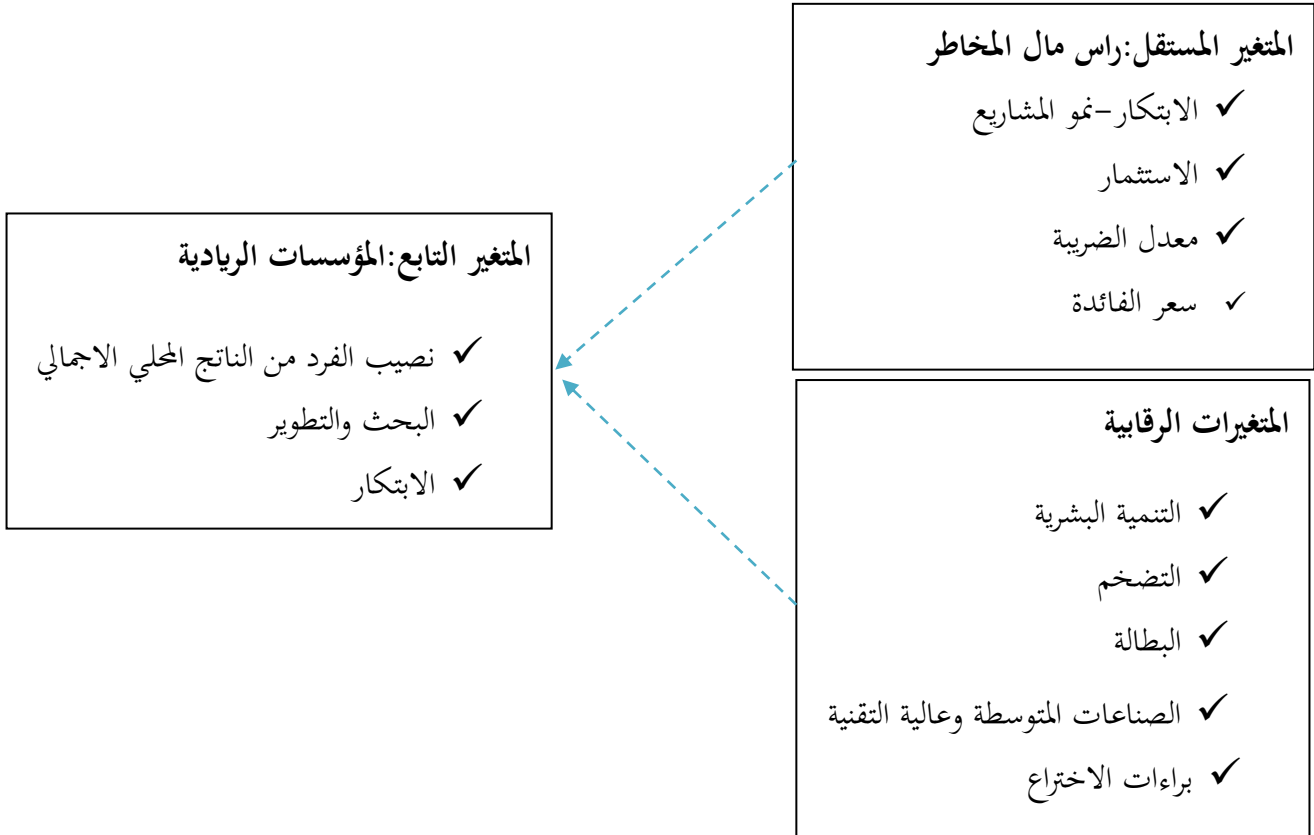 المتغير المستقل:راس مال المخاطر
✓ الابتكار–نمو المشاريع
✓ الاستثمار
✓ معدل الضريبة
✓ سعر الفائدة
المتغير التابع:المؤسسات الريادية
✓ نصيب الفرد من الناتج المحلي الاجمالي
✓ البحث والتطوير
✓ الابتكار
المتغيرات الرقابية
✓ التنمية البشرية
✓ التضخم
✓ البطالة
✓ الصناعات المتوسطة وعالية التقنية
✓ براءات الاختراع